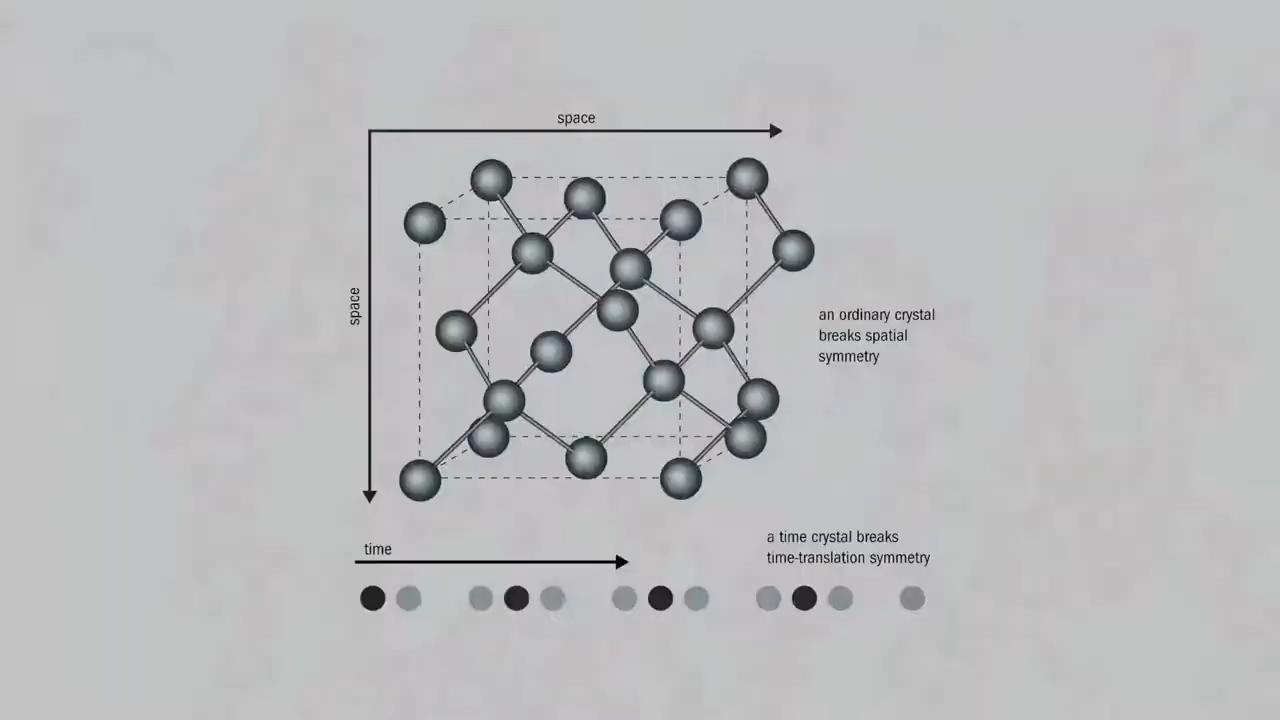 space
space
an ordinary crystal
breaks spatial
symmetry
time
a time crystal breaks
time-translation symmetry